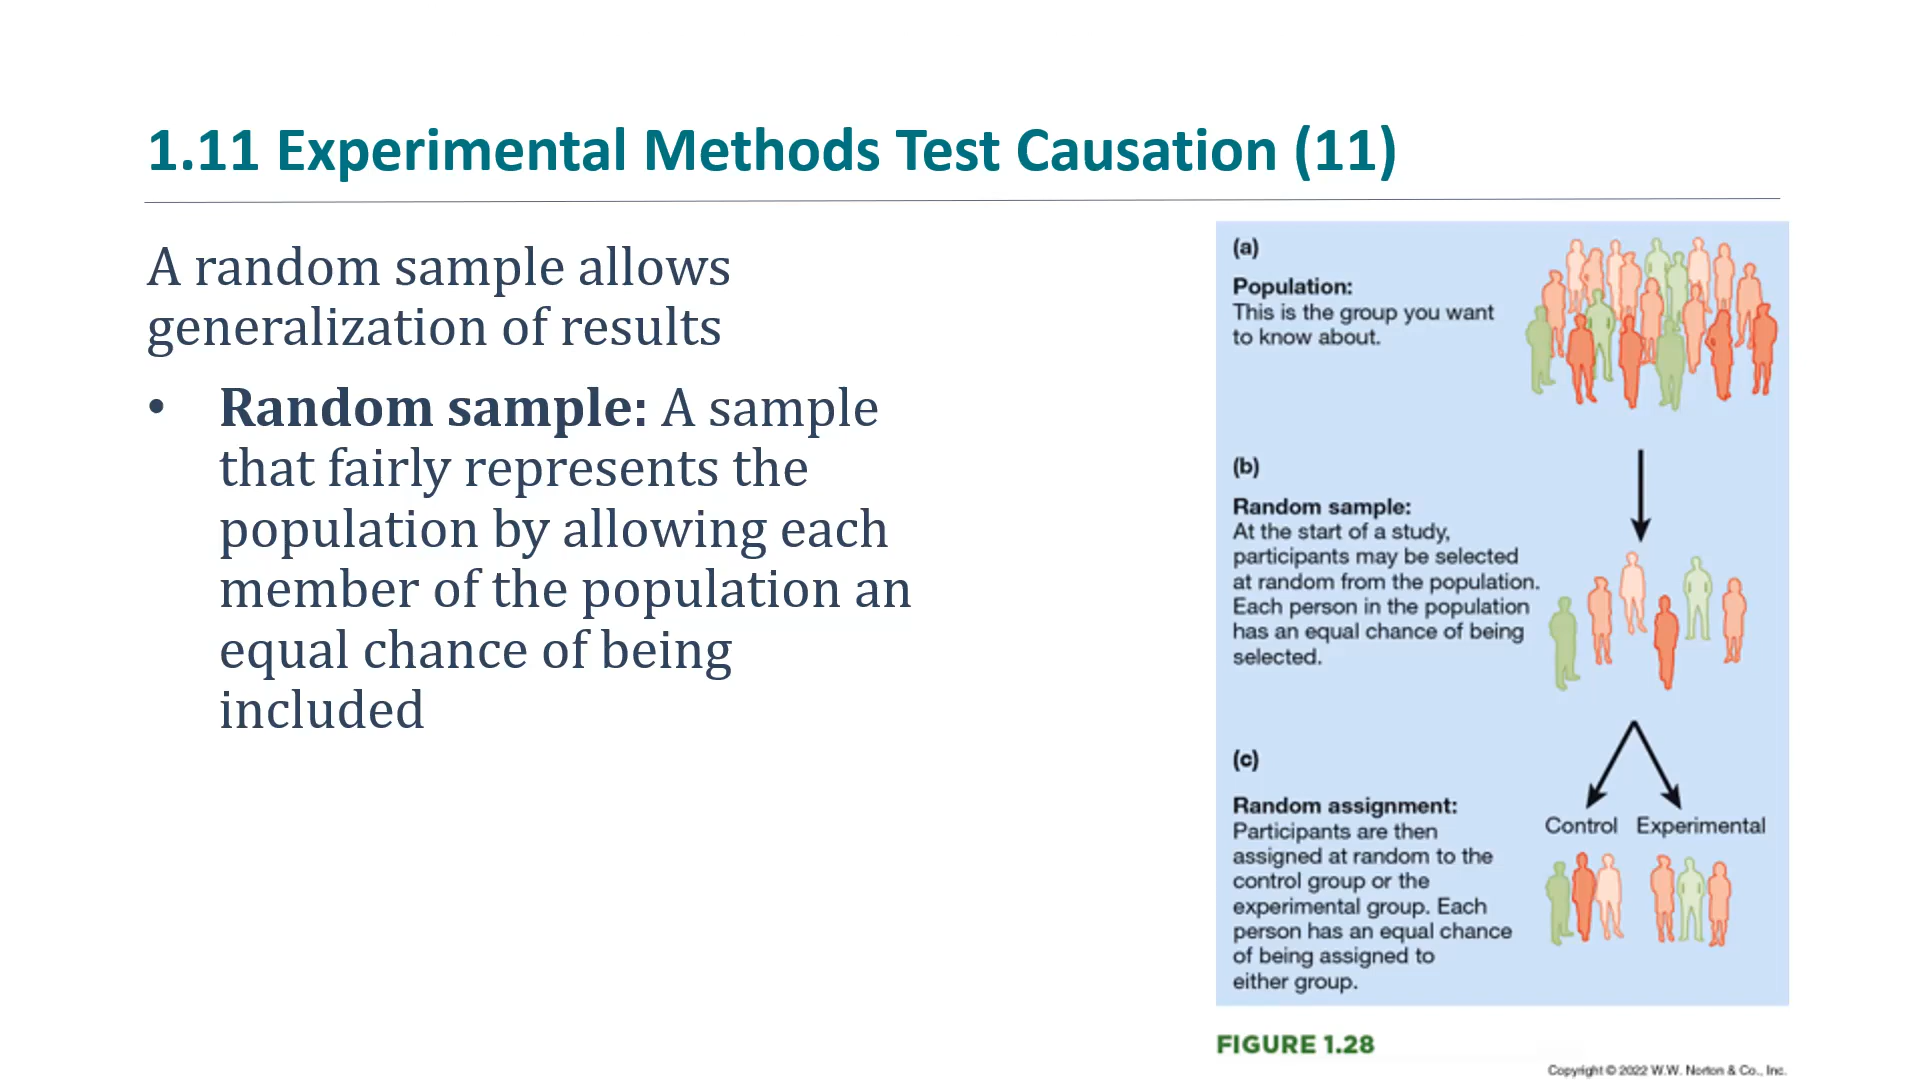 1.11 Experimental Methods Test Causation (11)
A random sample allows
generalization of results
• Random sample: A sample
that fairly represents the
population by allowing each
member of the population an
equal chance of being
included
(a)
Population:
This is the group you want
to know about.
(b)
Random sample:
At the start of a study,
participants may be selected
at random from the population.
Each person in the population
has an equal chance of being
selected.
(c)
Random assignment:
Participants are then
assigned at random to the
control group or the
experimental group. Each
person has an equal chance
of being assigned to
either group.
Control Experimental
FIGURE 1.28
Copyright © 2022 W.W. Norton & Co., Inc.